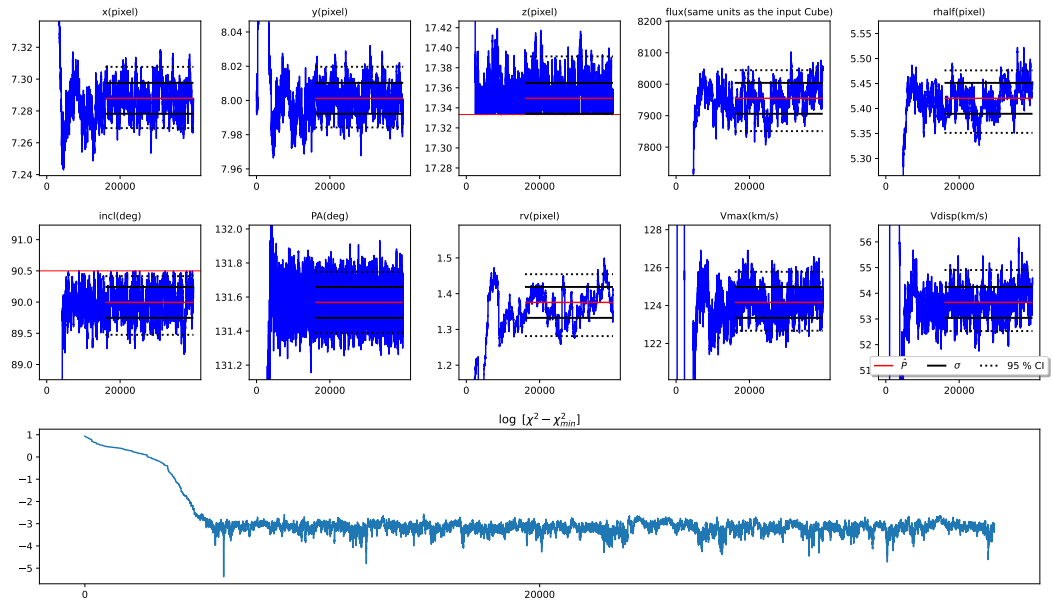 x(pixel) y(pixel) z(pixel) flux(same units as the input Cube) rhalf(pixel)
7.32 8.04 17.42 8200 5.55
7.30 8.02 17.40 8100 5.50
7.28 8.00 17.38 8000 5.45
7.26 7.98 17.36 7900 5.40
7.24 7.96 17.34 7800 5.35
17.32 5.30
17.30
17.28
0 20000 0 20000 0 20000 0 20000 0 20000
incl(deg) PA(deg) rv(pixel) Vmax(km/s) Vdisp(km/s)
91.0 132.0 1.5 128 56
90.5 131.8 1.4 126 55
90.0 131.6 1.3 124 54
89.5 131.4 1.2 122 53
89.0 131.2 52
51
0 20000 0 20000 0 20000 0 20000 0 20000
P̂ σ 95 % CI
log [χ² − χ²min]
1
0
−1
−2
−3
−4
−5
0 20000